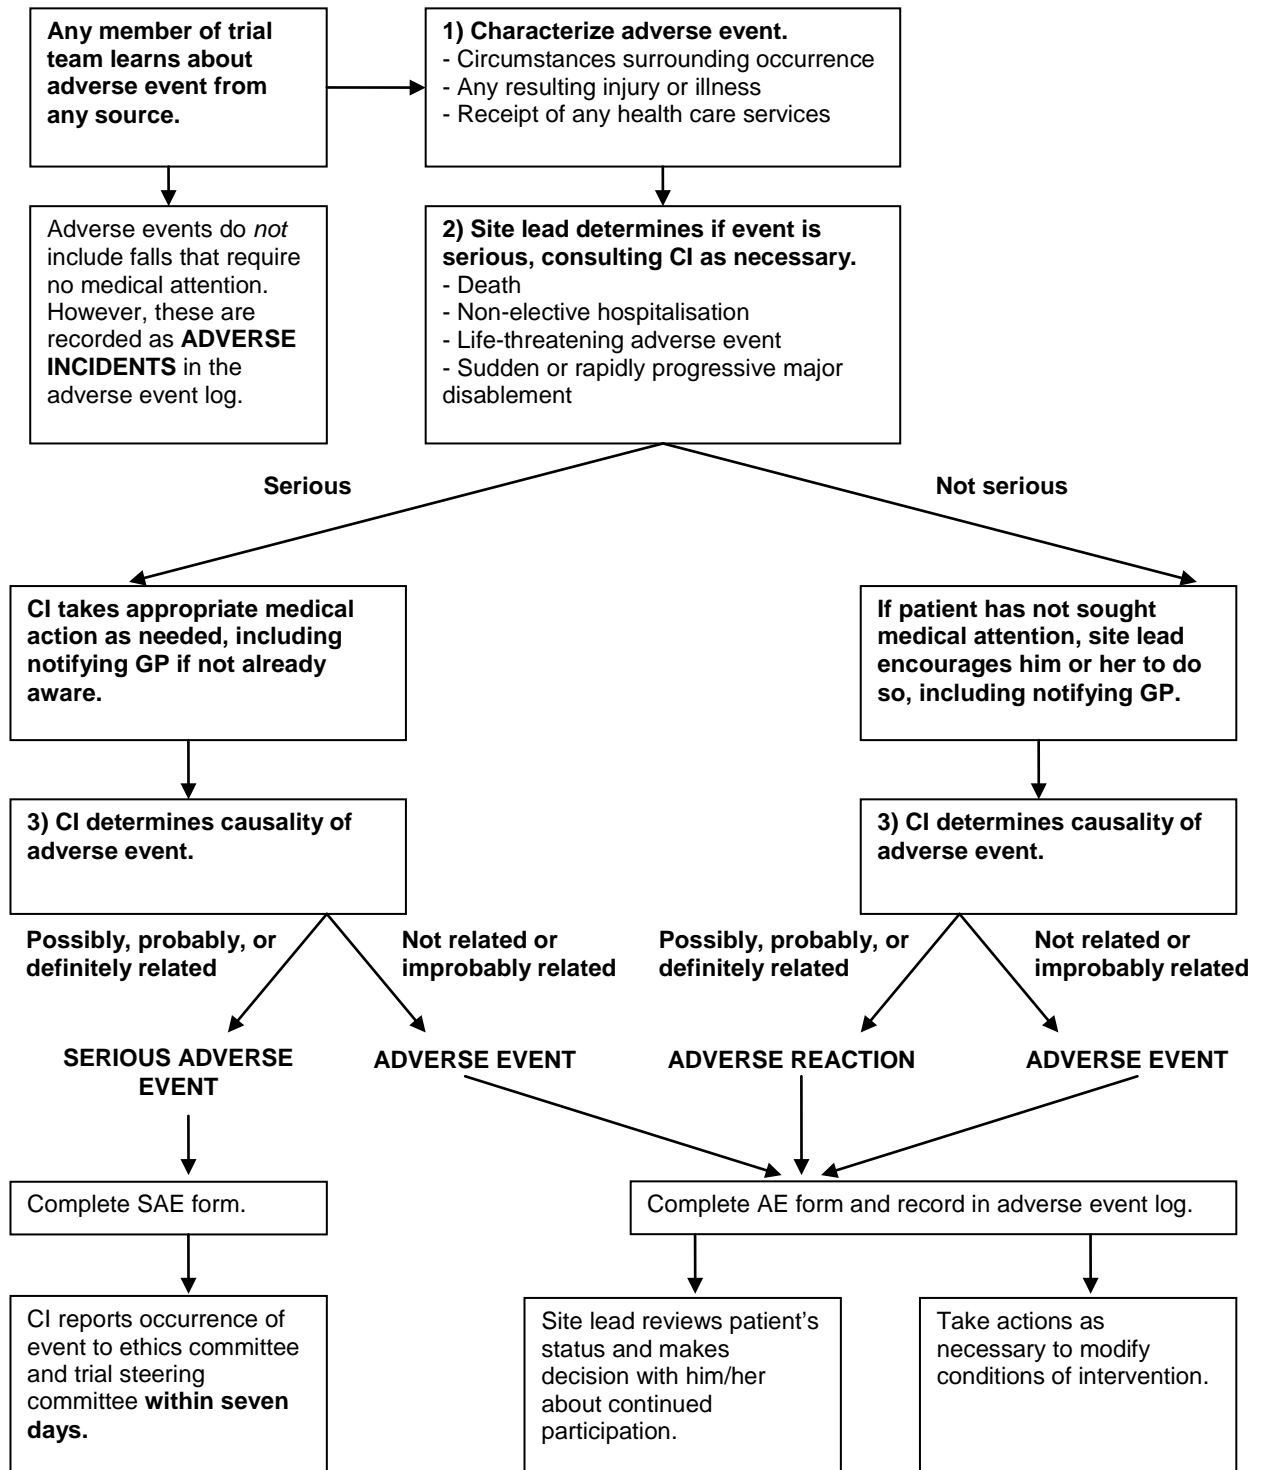 Any member of trial
team learns about
adverse event from
any source.
1) Characterize adverse event.
- Circumstances surrounding occurrence
- Any resulting injury or illness
- Receipt of any health care services
Adverse events do not
include falls that require
no medical attention.
However, these are
recorded as ADVERSE
INCIDENTS in the
adverse event log.
2) Site lead determines if event is
serious, consulting CI as necessary.
- Death
- Non-elective hospitalisation
- Life-threatening adverse event
- Sudden or rapidly progressive major
disablement
Serious
Not serious
CI takes appropriate medical
action as needed, including
notifying GP if not already
aware.
If patient has not sought
medical attention, site lead
encourages him or her to do
so, including notifying GP.
3) CI determines causality of
adverse event.
3) CI determines causality of
adverse event.
Possibly, probably, or
definitely related
Not related or
improbably related
Possibly, probably, or
definitely related
Not related or
improbably related
SERIOUS ADVERSE
EVENT
ADVERSE EVENT
ADVERSE REACTION
ADVERSE EVENT
Complete SAE form.
Complete AE form and record in adverse event log.
CI reports occurrence of
event to ethics committee
and trial steering
committee within seven
days.
Site lead reviews patient's
status and makes
decision with him/her
about continued
participation.
Take actions as
necessary to modify
conditions of intervention.